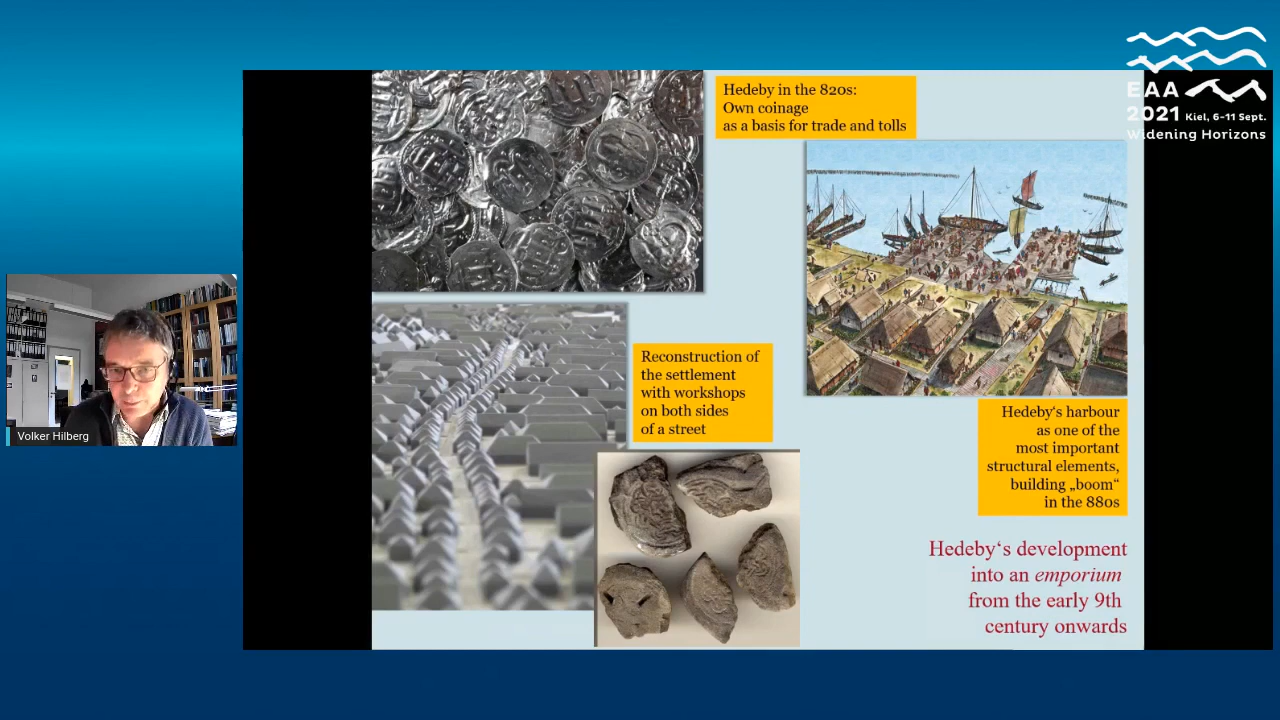 Hedeby in the 820s:
Own coinage
as a basis for trade and tolls
EAA
2021 Kiel, 6-11 Sept.
Widening Horizons
Reconstruction of
the settlement
with workshops
on both sides
of a street
Volker Hilberg
Hedeby's harbour
as one of the
most important
structural elements,
building „boom“
in the 880s
Hedeby‘s development
into an emporium
from the early 9th
century onwards